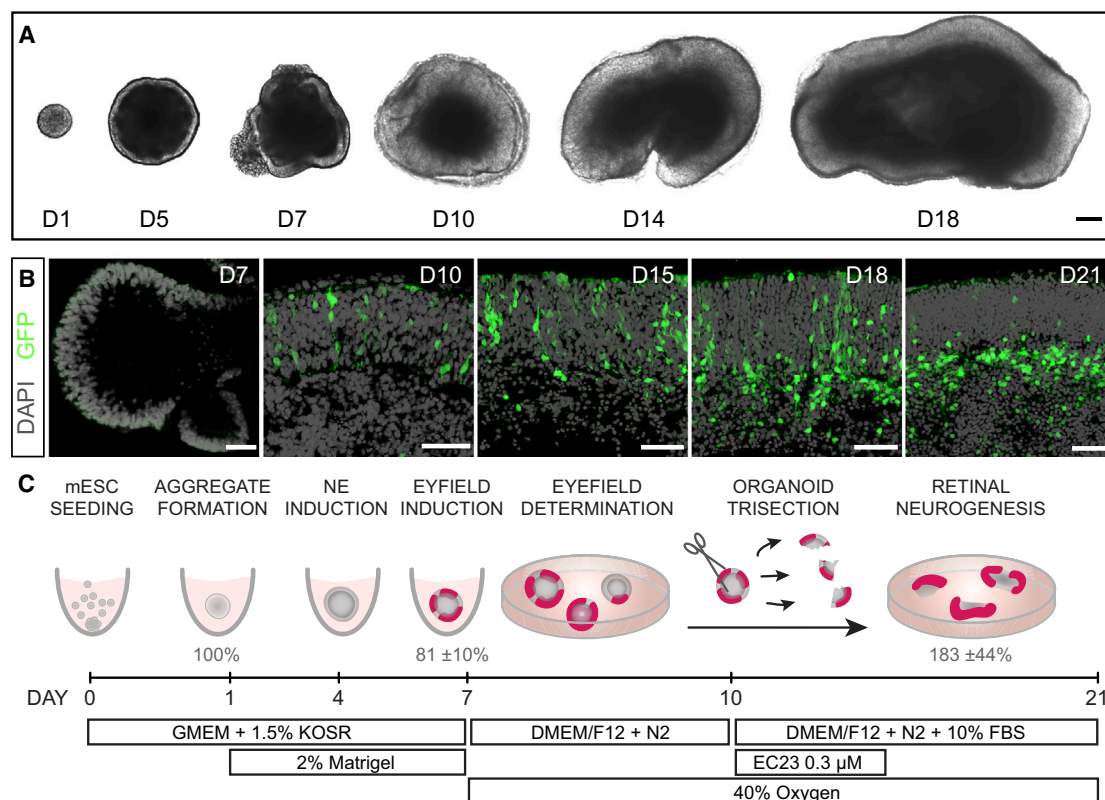 A
D1 D5 D7 D10 D14 D18
B
DAPI GFP
D7 D10 D15 D18 D21
C
mESC SEEDING
AGGREGATE FORMATION
NE INDUCTION
EYFIELD INDUCTION
EYEFIELD DETERMINATION
ORGANOID TRISECTION
RETINAL NEUROGENESIS
100% 81 ±10% 183 ±44%
DAY 0 1 4 7 10 21
GMEM + 1.5% KOSR DMEM/F12 + N2 DMEM/F12 + N2 + 10% FBS
2% Matrigel EC23 0.3 µM
40% Oxygen